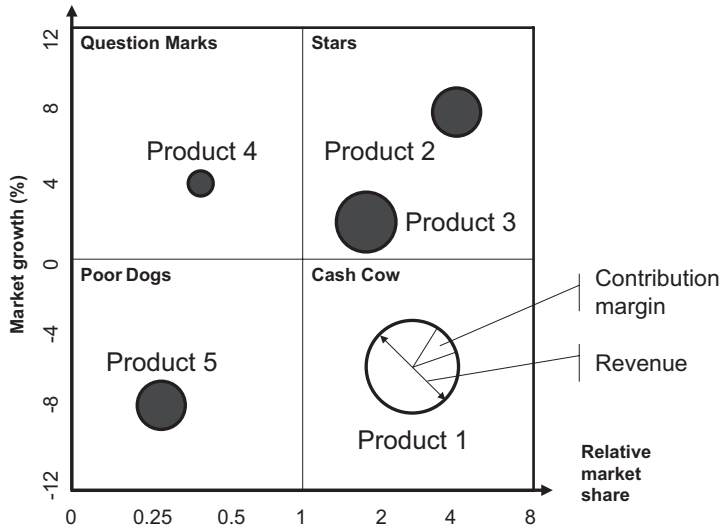 Market growth (%)
12
8
4
0
-4
-8
-12
Question Marks
Stars
Product 4
Product 2
Product 3
Poor Dogs
Cash Cow
Contribution
margin
Revenue
Product 5
Product 1
Relative
market
share
0 0.25 0.5 1 2 4 8